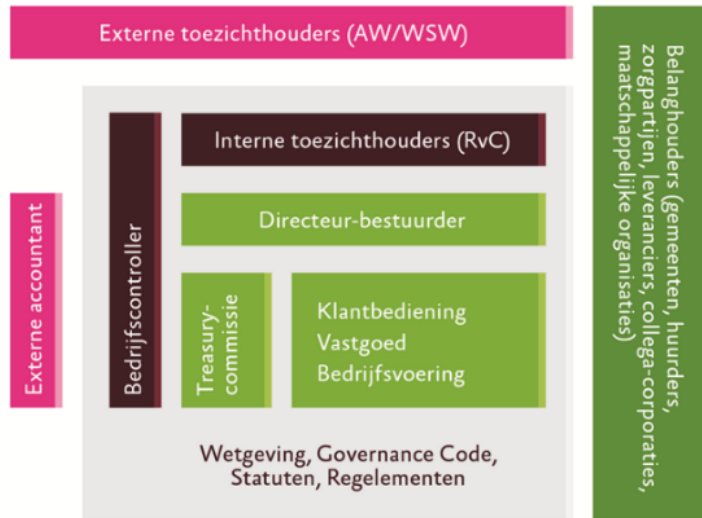 Externe toezichthouders (AW/WSW)
Belanghouders (gemeenten, huurders,
zorgpartijen, leveranciers, collega-corporaties,
maatschappelijke organisaties)
Externe accountant
Bedrijfscontroller
Interne toezichthouders (RvC)
Directeur-bestuurder
Treasury-
commissie
Klantbediening
Vastgoed
Bedrijfsvoering
Wetgeving, Governance Code,
Statuten, Regelementen